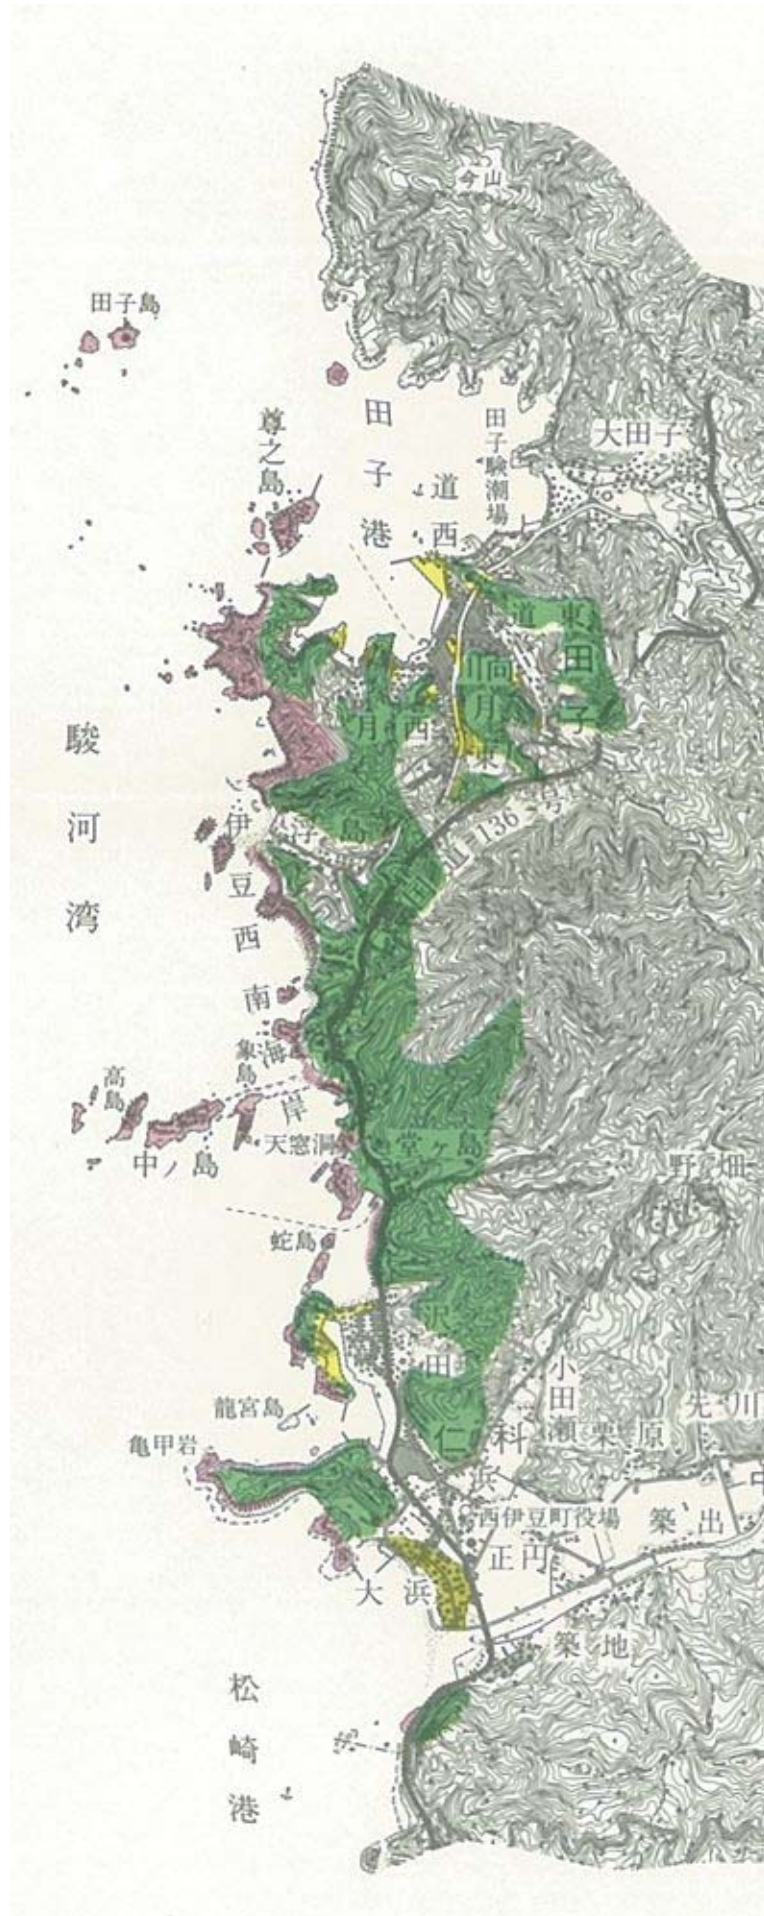 今山
田子島
田子港
尊之島
田子験潮場
道西
大田子
道東
田子
向月
川東
月西
浮島
国道136号
駿河湾
伊豆西南海岸
象島
高島
中ノ島
天窓洞
堂ヶ島
野畑
蛇島
沢田
小田瀬
龍宮島
仁科
栗原
先川
亀甲岩
浜
西伊豆町役場
築出
中
正円
大浜
築地
松崎港